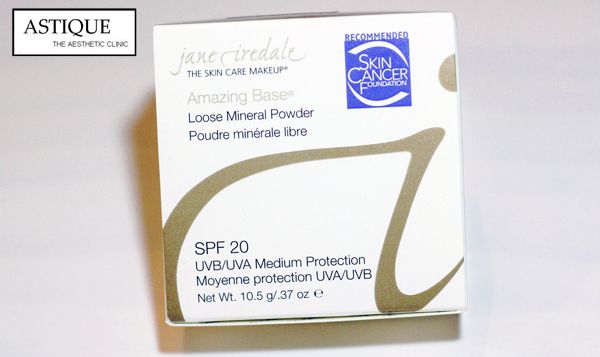 ASTIQUE
THE AESTHETIC CLINIC
jane iredale
THE SKIN CARE MAKEUP®
RECOMMENDED
SKIN
CANCER
FOUNDATION
Amazing Base®
Loose Mineral Powder
Poudre minérale libre
SPF 20
UVB/UVA Medium Protection
Moyenne protection UVA/UVB
Net Wt. 10.5 g/.37 oz ℮